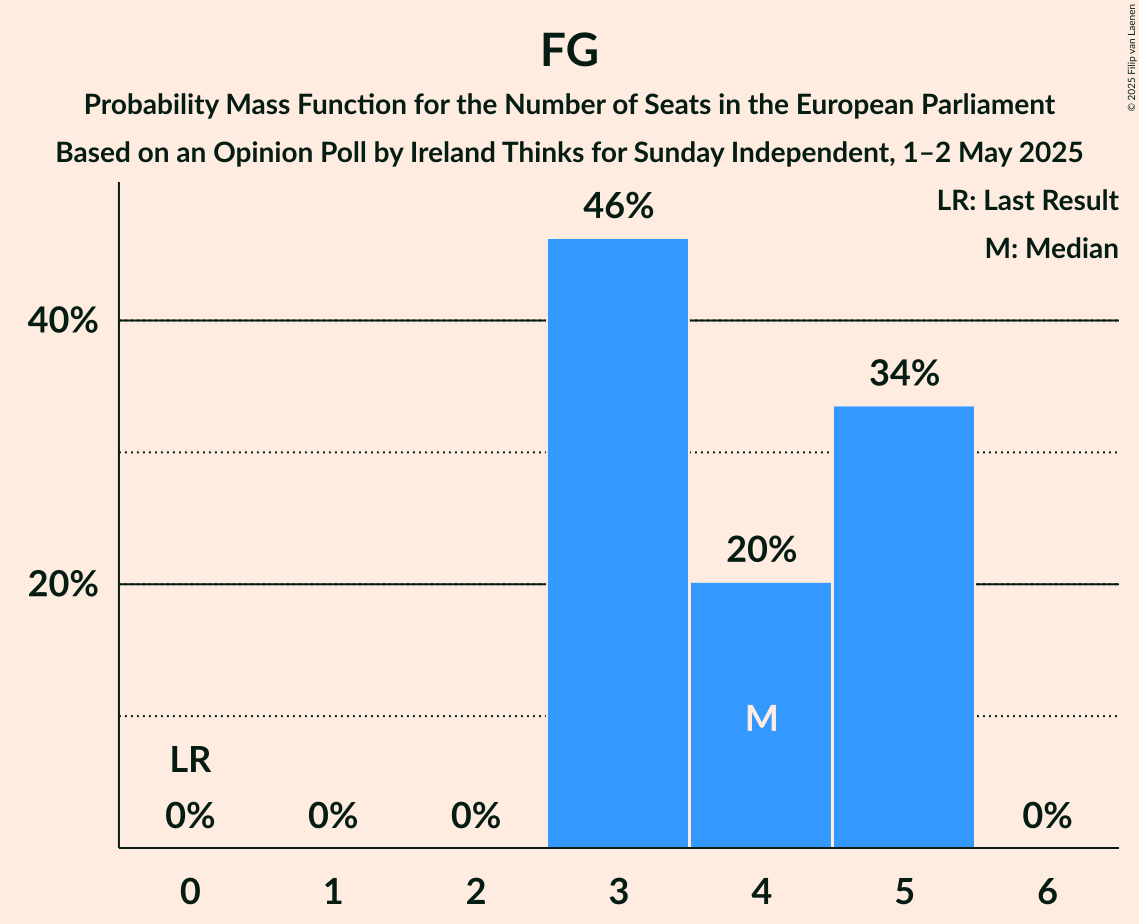 FG
Probability Mass Function for the Number of Seats in the European Parliament
Based on an Opinion Poll by Ireland Thinks for Sunday Independent, 1–2 May 2025
© 2025 Filip van Laenen
LR: Last Result
M: Median
46%
40%
34%
20%
20%
M
LR
0%
0%
0%
0%
0
1
2
3
4
5
6